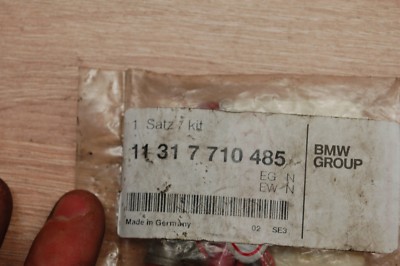 1 Satz / kit
11 31 7 710 485
EG N
EW N
BMW
GROUP
Made in Germany
02 SE3